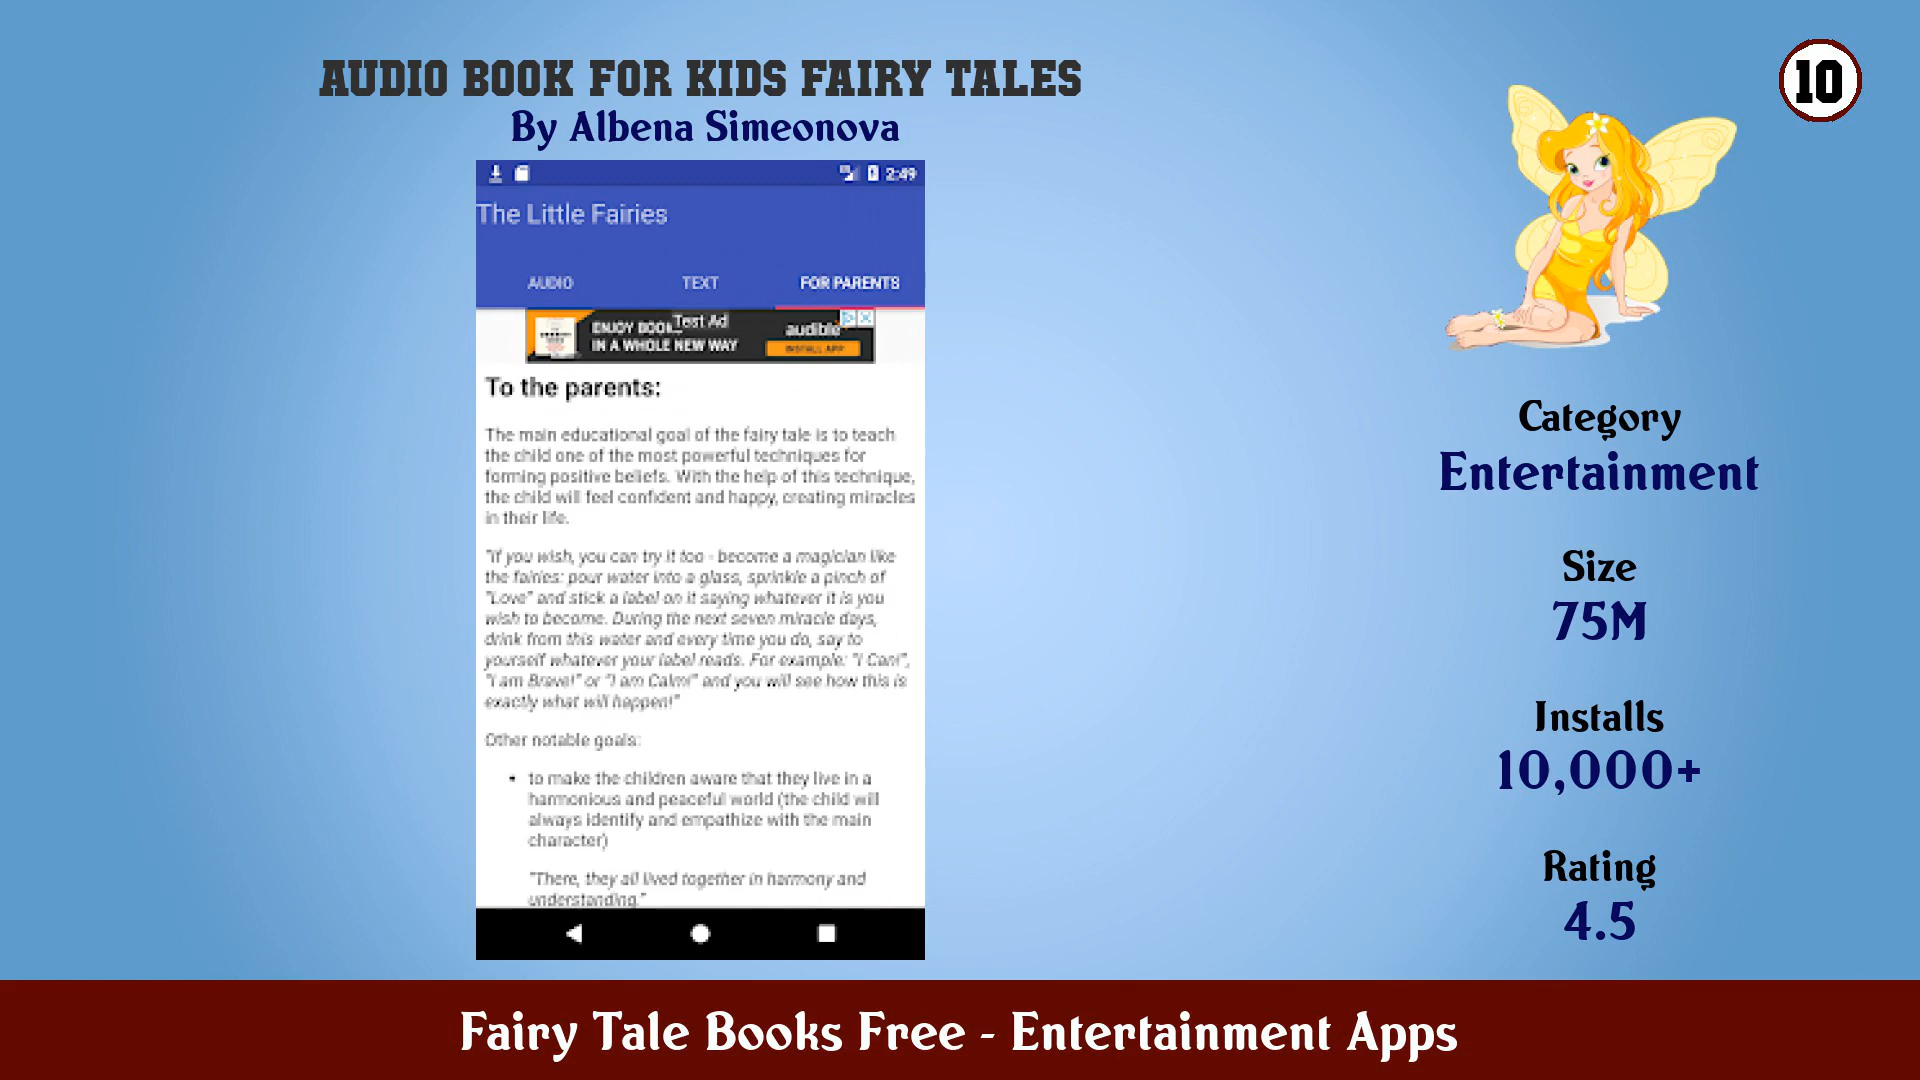 AUDIO BOOK FOR KIDS FAIRY TALES
By Albena Simeonova
10
2:49
The Little Fairies
AUDIO
TEXT
FOR PARENTS
ENJOY BOOK
Test Ad
IN A WHOLE NEW WAY
audible
INSTALL APP
To the parents:
The main educational goal of the fairy tale is to teach
the child one of the most powerful techniques for
forming positive beliefs. With the help of this technique,
the child will feel confident and happy, creating miracles
in their life.
"If you wish, you can try it too - become a magician like
the fairies: pour water into a glass, sprinkle a pinch of
"Love" and stick a label on it saying whatever it is you
wish to become. During the next seven miracle days,
drink from this water and every time you do, say to
yourself whatever your label reads. For example: "I Can!",
"I am Brave!" or "I am Calm!" and you will see how this is
exactly what will happen!"
Other notable goals:
• to make the children aware that they live in a
harmonious and peaceful world (the child will
always identify and empathize with the main
character)
"There, they all lived together in harmony and
understanding."
Category
Entertainment
Size
75M
Installs
10,000+
Rating
4.5
Fairy Tale Books Free - Entertainment Apps